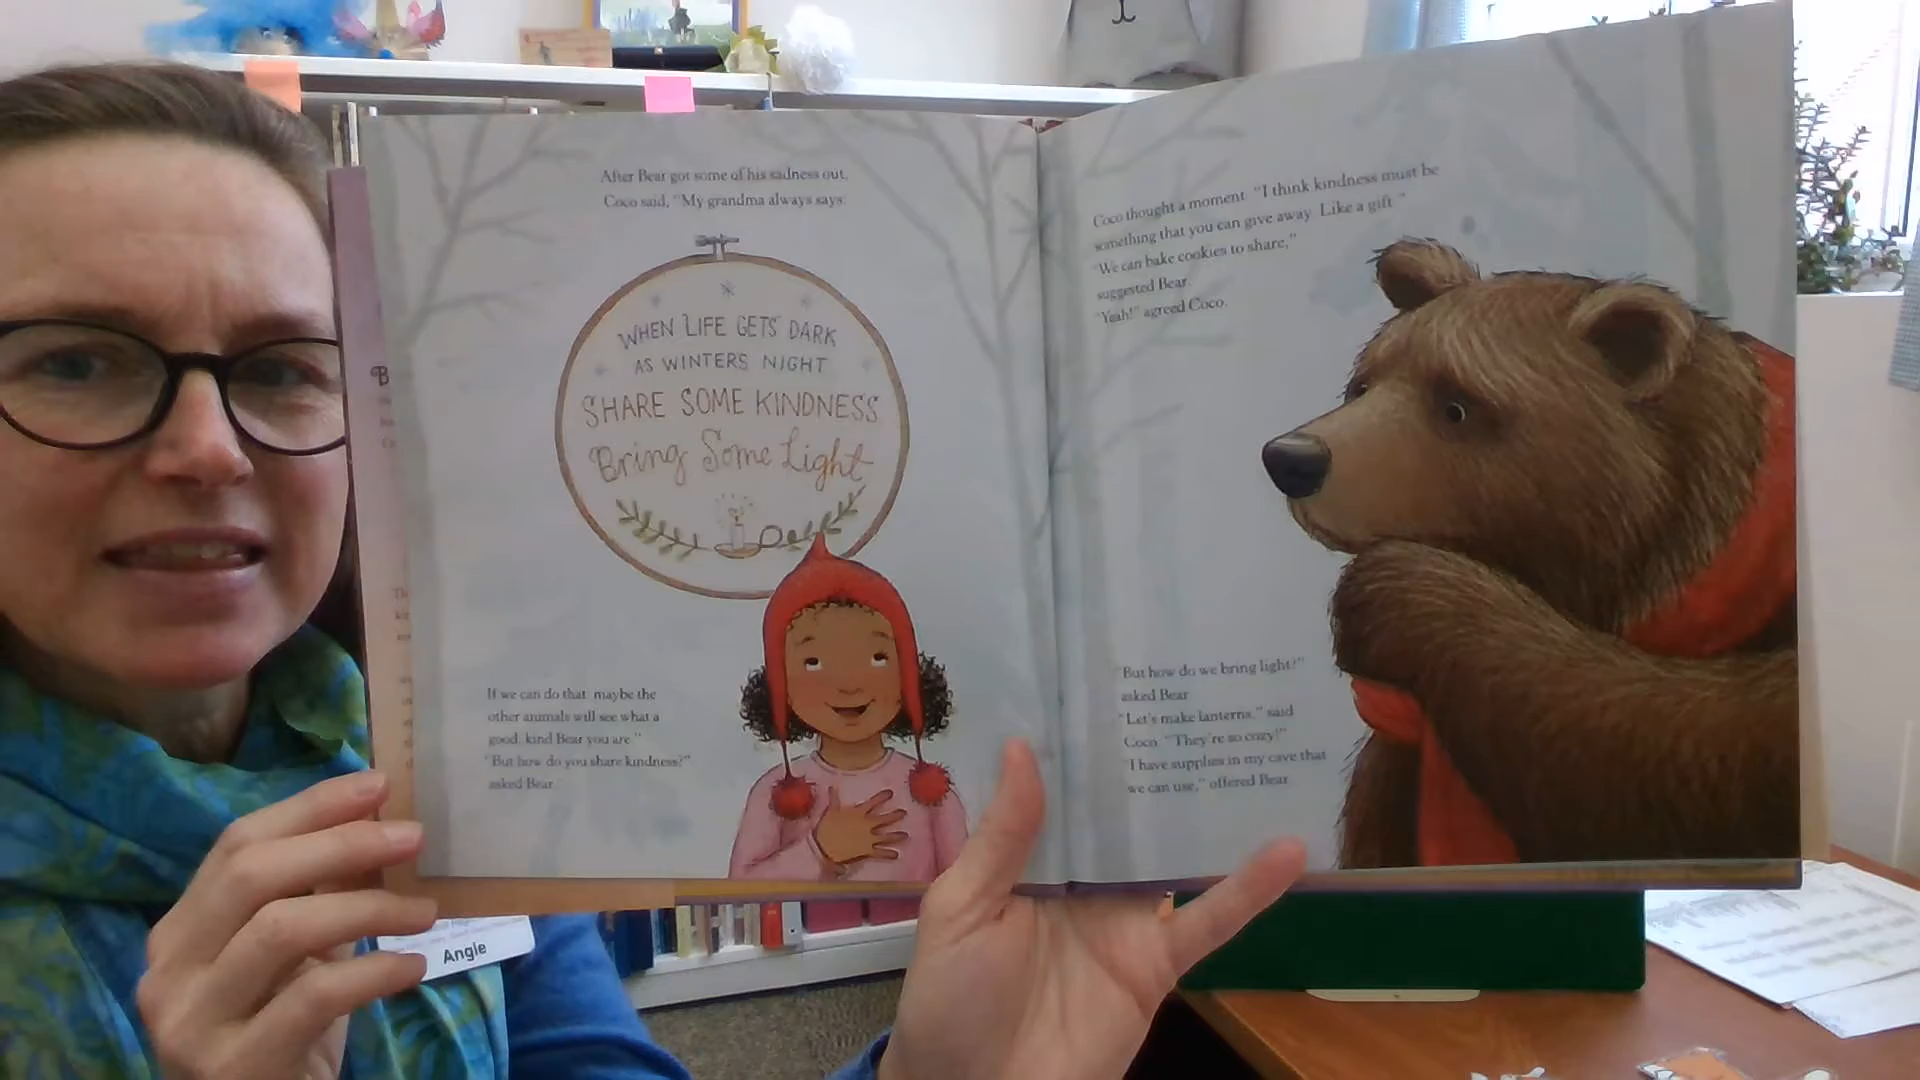 After Bear got some of his sadness out,
Coco said, "My grandma always says:
WHEN LIFE GETS DARK
AS WINTERS NIGHT
SHARE SOME KINDNESS
Bring Some Light
If we can do that, maybe the
other animals will see what a
good, kind Bear you are."
"But how do you share kindness?"
asked Bear.
Coco thought a moment. "I think kindness must be
something that you can give away. Like a gift."
"We can bake cookies to share,"
suggested Bear.
"Yeah!" agreed Coco.
"But how do we bring light?"
asked Bear.
"Let's make lanterns," said
Coco. "They're so cozy!"
"I have supplies in my cave that
we can use," offered Bear.
Angie